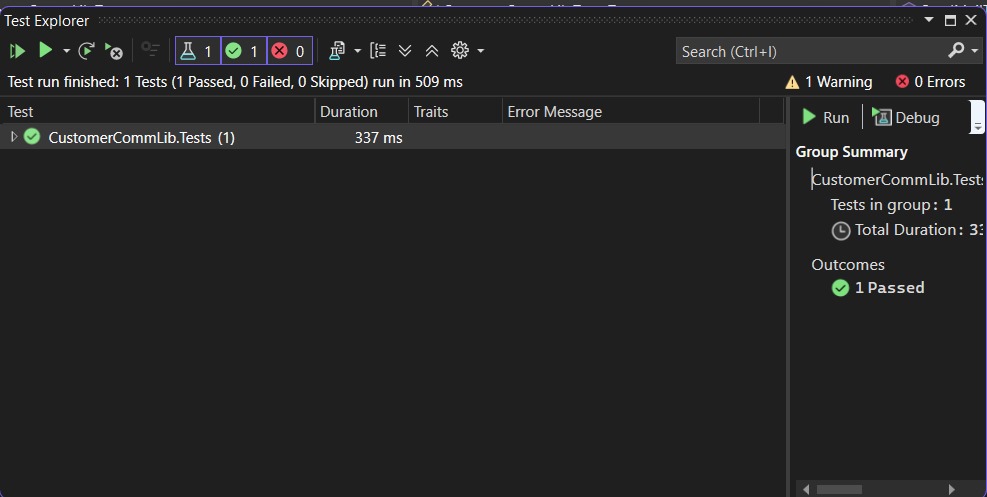 Test Explorer
1 1 0 Search (Ctrl+I)
Test run finished: 1 Tests (1 Passed, 0 Failed, 0 Skipped) run in 509 ms 1 Warning 0 Errors
Test Duration Traits Error Message
Run Debug
CustomerCommLib.Tests (1) 337 ms
Group Summary
CustomerCommLib.Tests
Tests in group: 1
Total Duration: 33
Outcomes
1 Passed